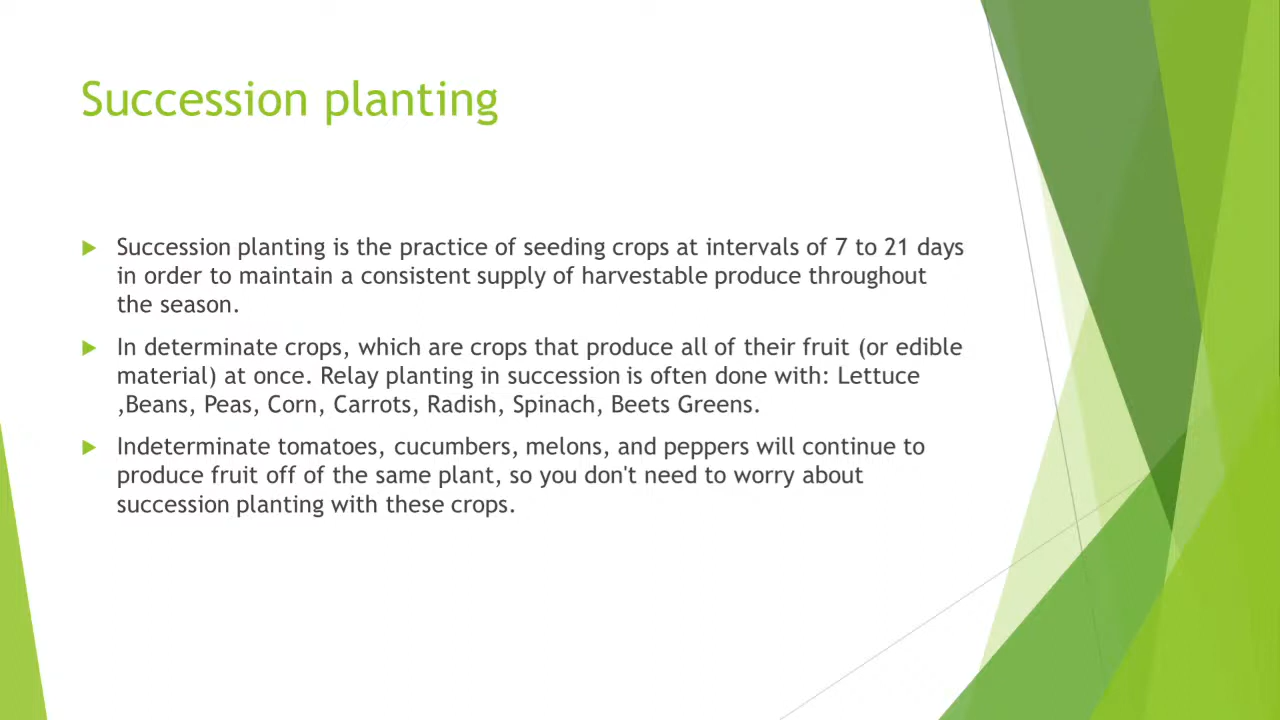 Succession planting
Succession planting is the practice of seeding crops at intervals of 7 to 21 days
in order to maintain a consistent supply of harvestable produce throughout
the season.
In determinate crops, which are crops that produce all of their fruit (or edible
material) at once. Relay planting in succession is often done with: Lettuce
,Beans, Peas, Corn, Carrots, Radish, Spinach, Beets Greens.
Indeterminate tomatoes, cucumbers, melons, and peppers will continue to
produce fruit off of the same plant, so you don't need to worry about
succession planting with these crops.